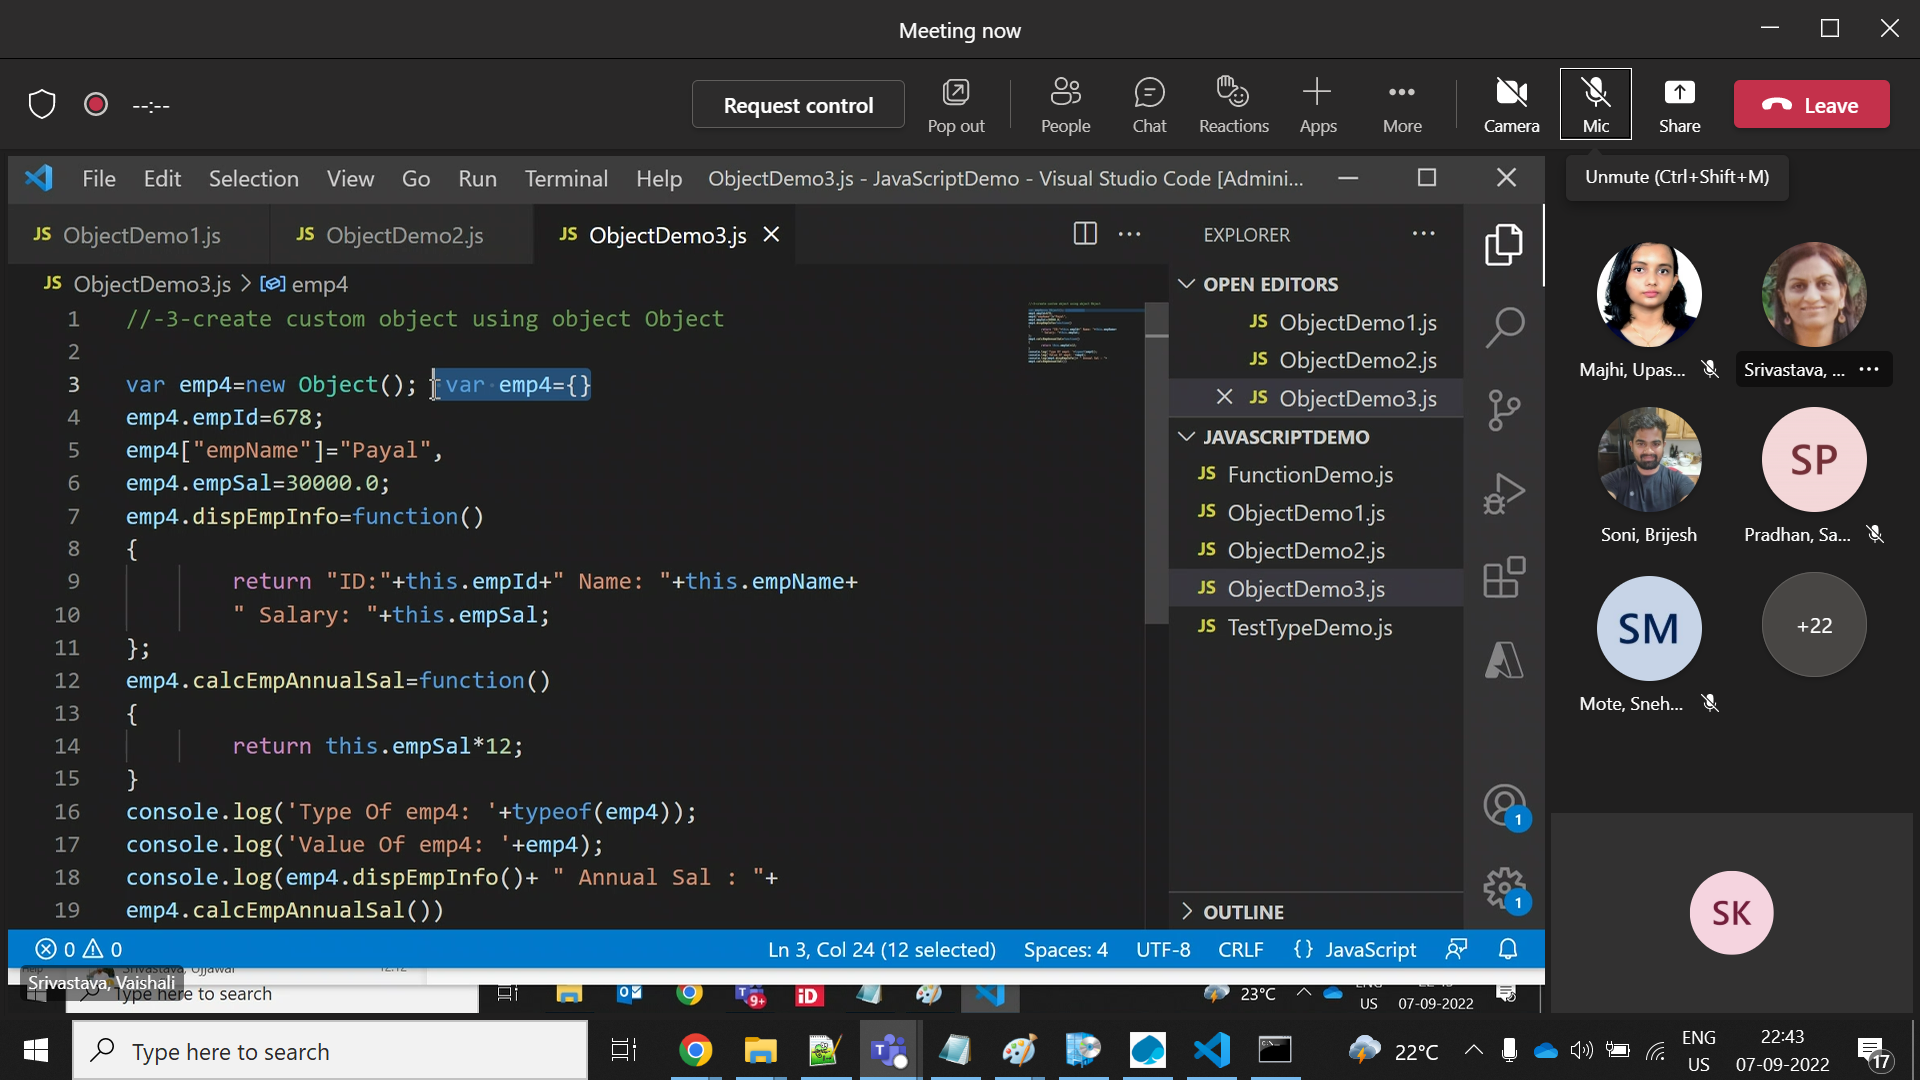 Meeting now
--:--
Request control
Pop out
People
Chat
Reactions
Apps
More
Camera
Mic
Share
Leave
Unmute (Ctrl+Shift+M)
File Edit Selection View Go Run Terminal Help ObjectDemo3.js - JavaScriptDemo - Visual Studio Code [Admini...
JS ObjectDemo1.js
JS ObjectDemo2.js
JS ObjectDemo3.js
JS ObjectDemo3.js > emp4
1 //-3-create custom object using object Object
2
3 var emp4=new Object(); var emp4={}
4 emp4.empId=678;
5 emp4["empName"]="Payal",
6 emp4.empSal=30000.0;
7 emp4.dispEmpInfo=function()
8 {
9 return "ID:"+this.empId+" Name: "+this.empName+
10 " Salary: "+this.empSal;
11 };
12 emp4.calcEmpAnnualSal=function()
13 {
14 return this.empSal*12;
15 }
16 console.log('Type Of emp4: '+typeof(emp4));
17 console.log('Value Of emp4: '+emp4);
18 console.log(emp4.dispEmpInfo()+ " Annual Sal : "+
19 emp4.calcEmpAnnualSal())
EXPLORER
OPEN EDITORS
JS ObjectDemo1.js
JS ObjectDemo2.js
JS ObjectDemo3.js
JAVASCRIPTDEMO
JS FunctionDemo.js
JS ObjectDemo1.js
JS ObjectDemo2.js
JS ObjectDemo3.js
JS TestTypeDemo.js
OUTLINE
1
1
0 0
Ln 3, Col 24 (12 selected)
Spaces: 4
UTF-8
CRLF
{} JavaScript
Majhi, Upas...
Srivastava, ...
Soni, Brijesh
SP
Pradhan, Sa...
SM
Mote, Sneh...
+22
SK
Srivastava, Vaishali
Type here to search
9+
iD
23°C
US
07-09-2022
Type here to search
22°C
ENG
US
22:43
07-09-2022
17